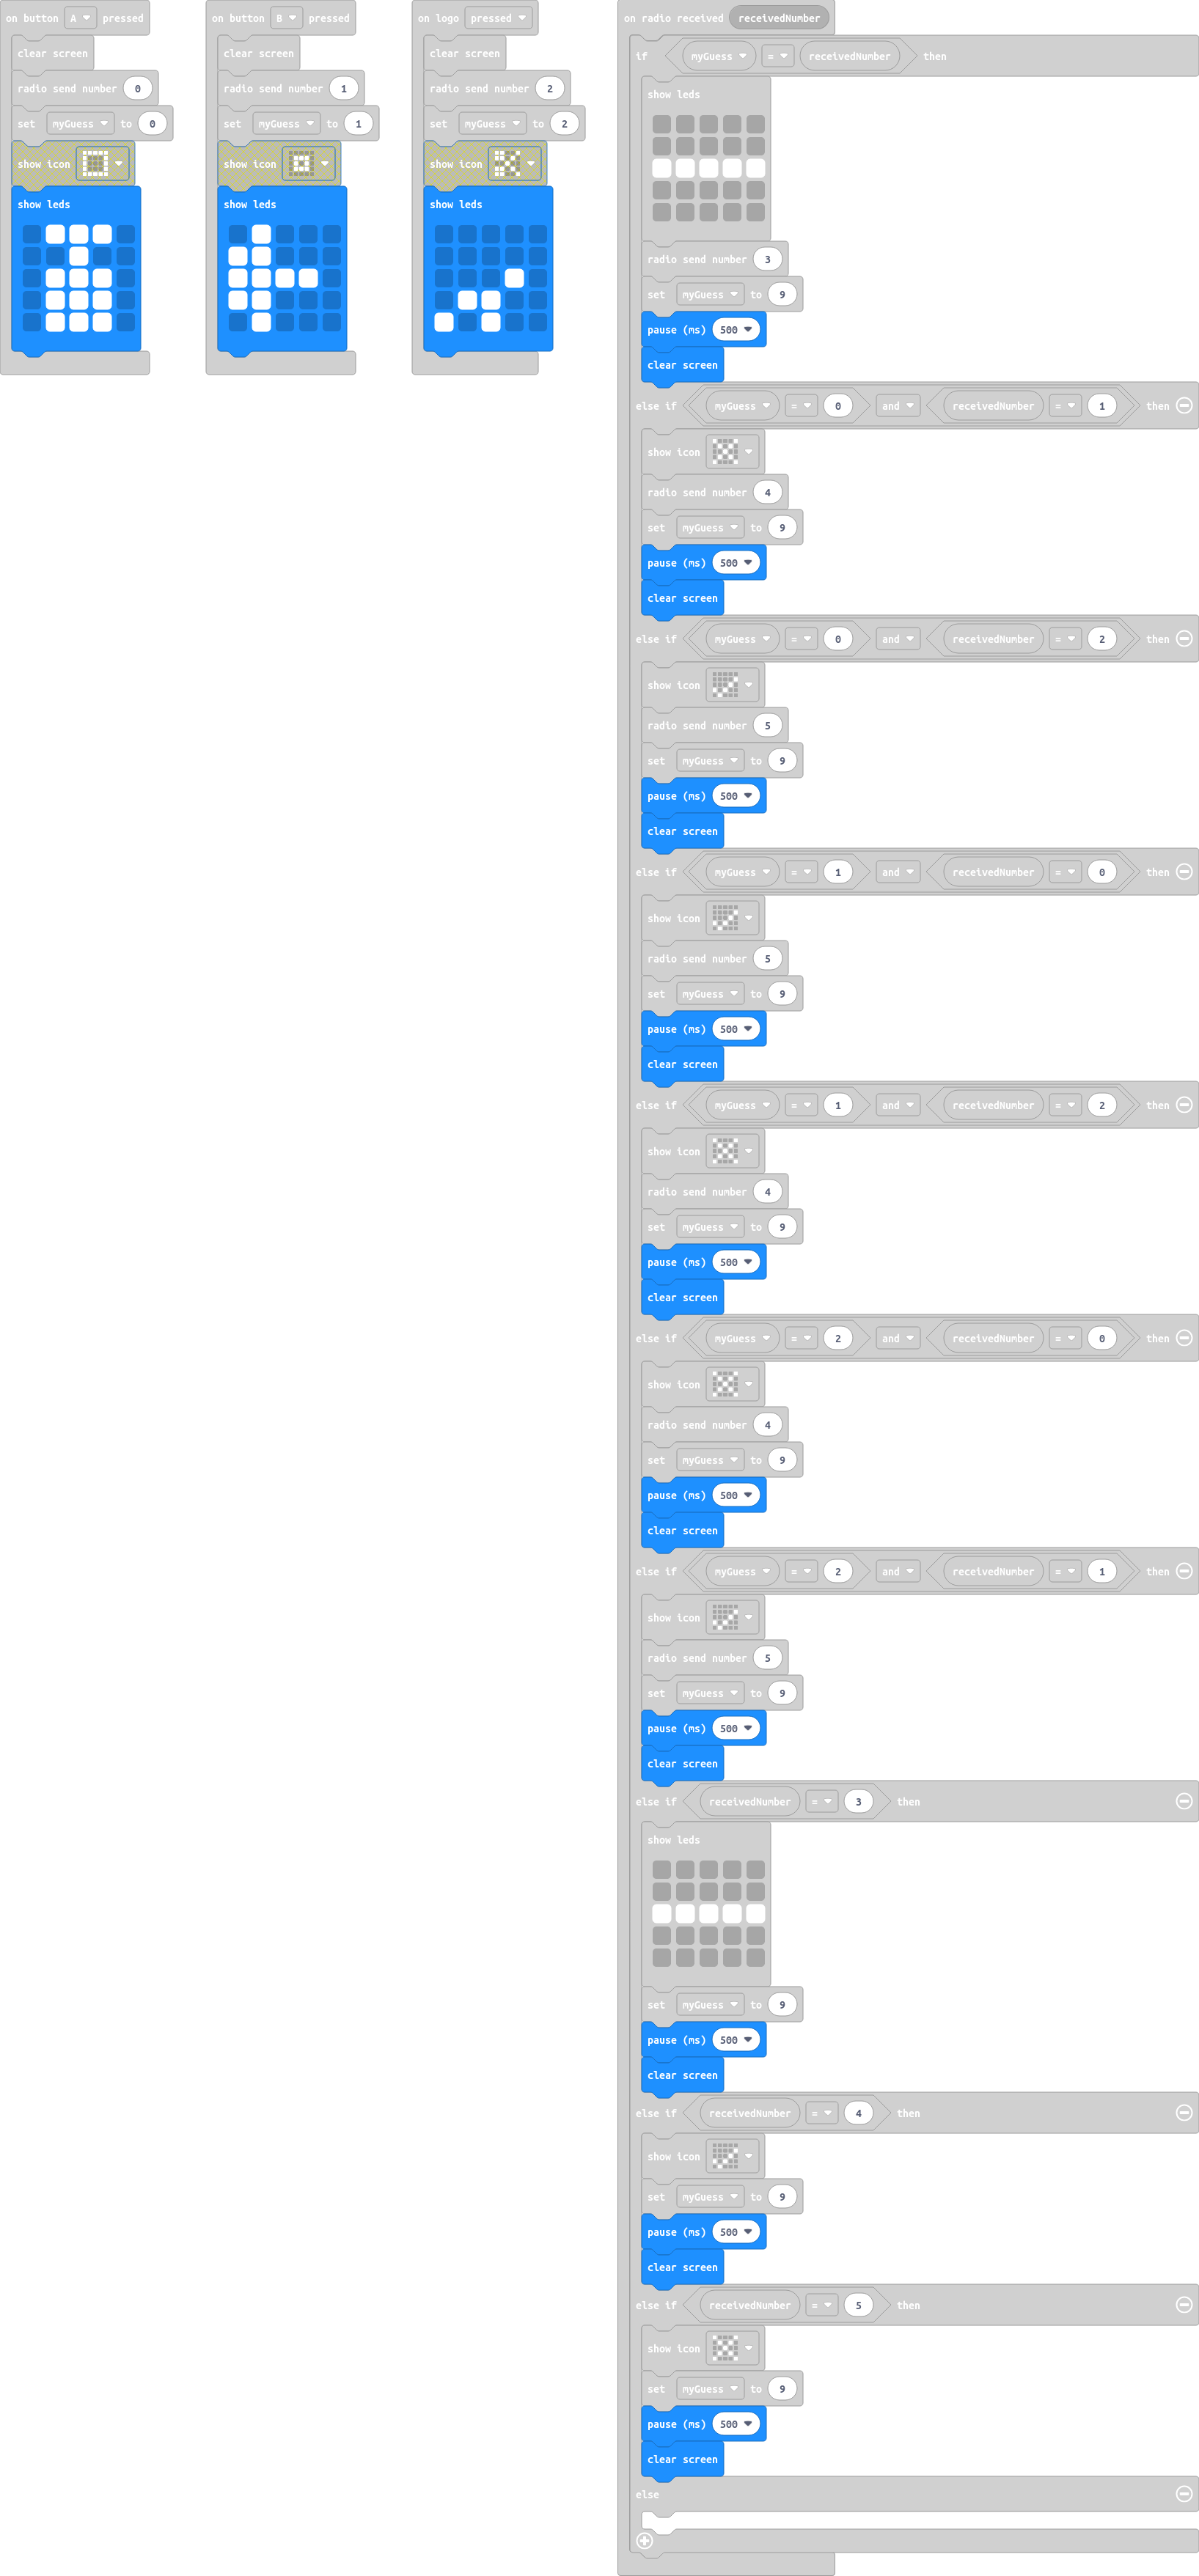 on button A pressed
clear screen
radio send number 0
set myGuess to 0
show icon
show leds
on button B pressed
clear screen
radio send number 1
set myGuess to 1
show icon
show leds
on logo pressed
clear screen
radio send number 2
set myGuess to 2
show icon
show leds
on radio received receivedNumber
if myGuess = receivedNumber then
show leds
radio send number 3
set myGuess to 9
pause (ms) 500
clear screen
else if myGuess = 0 and receivedNumber = 1 then
show icon
radio send number 4
set myGuess to 9
pause (ms) 500
clear screen
else if myGuess = 0 and receivedNumber = 2 then
show icon
radio send number 5
set myGuess to 9
pause (ms) 500
clear screen
else if myGuess = 1 and receivedNumber = 0 then
show icon
radio send number 5
set myGuess to 9
pause (ms) 500
clear screen
else if myGuess = 1 and receivedNumber = 2 then
show icon
radio send number 4
set myGuess to 9
pause (ms) 500
clear screen
else if myGuess = 2 and receivedNumber = 0 then
show icon
radio send number 4
set myGuess to 9
pause (ms) 500
clear screen
else if myGuess = 2 and receivedNumber = 1 then
show icon
radio send number 5
set myGuess to 9
pause (ms) 500
clear screen
else if receivedNumber = 3 then
show leds
set myGuess to 9
pause (ms) 500
clear screen
else if receivedNumber = 4 then
show icon
set myGuess to 9
pause (ms) 500
clear screen
else if receivedNumber = 5 then
show icon
set myGuess to 9
pause (ms) 500
clear screen
else